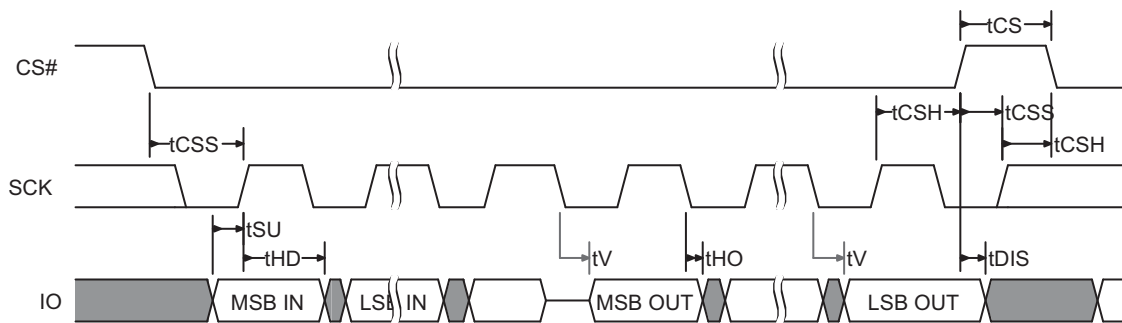 tCS
CS#
tCSH
tCSS
tCSS
tCSH
SCK
tSU
tHD
tV
tHO
tV
tDIS
IO
MSB IN
LSB IN
MSB OUT
LSB OUT